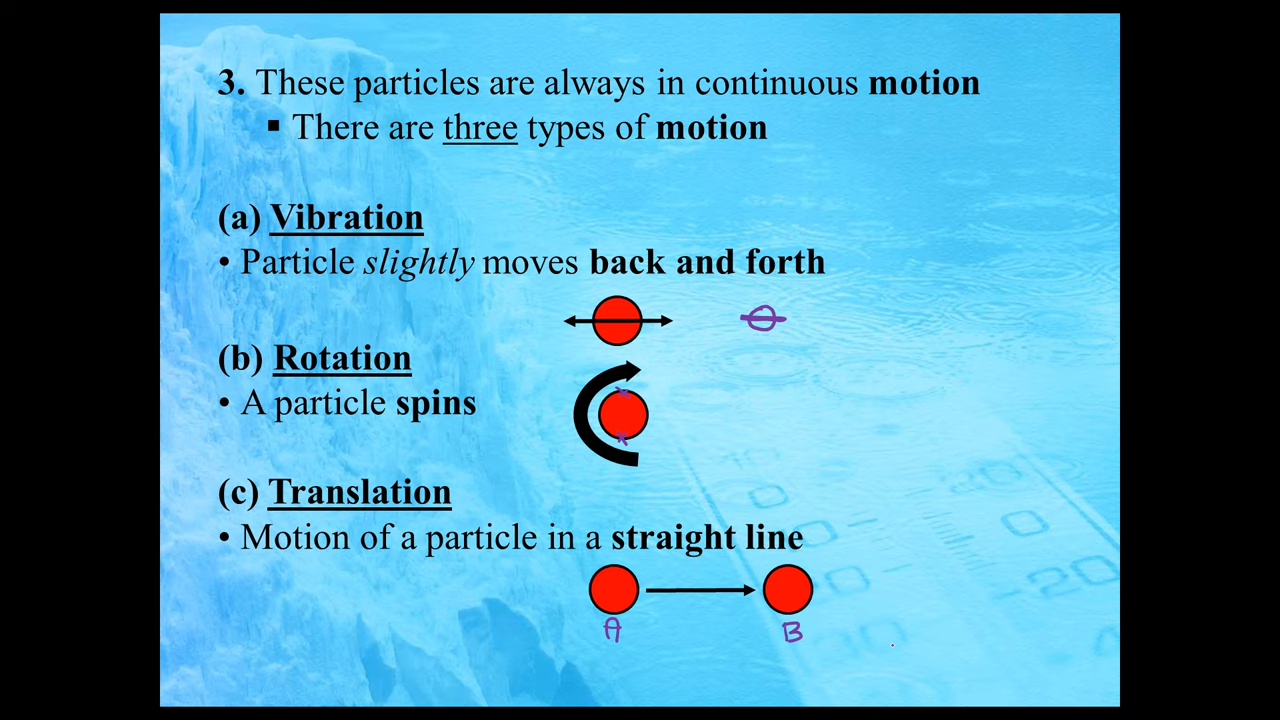 3. These particles are always in continuous motion
▪ There are three types of motion
(a) Vibration
• Particle slightly moves back and forth
(b) Rotation
• A particle spins
(c) Translation
• Motion of a particle in a straight line
A B